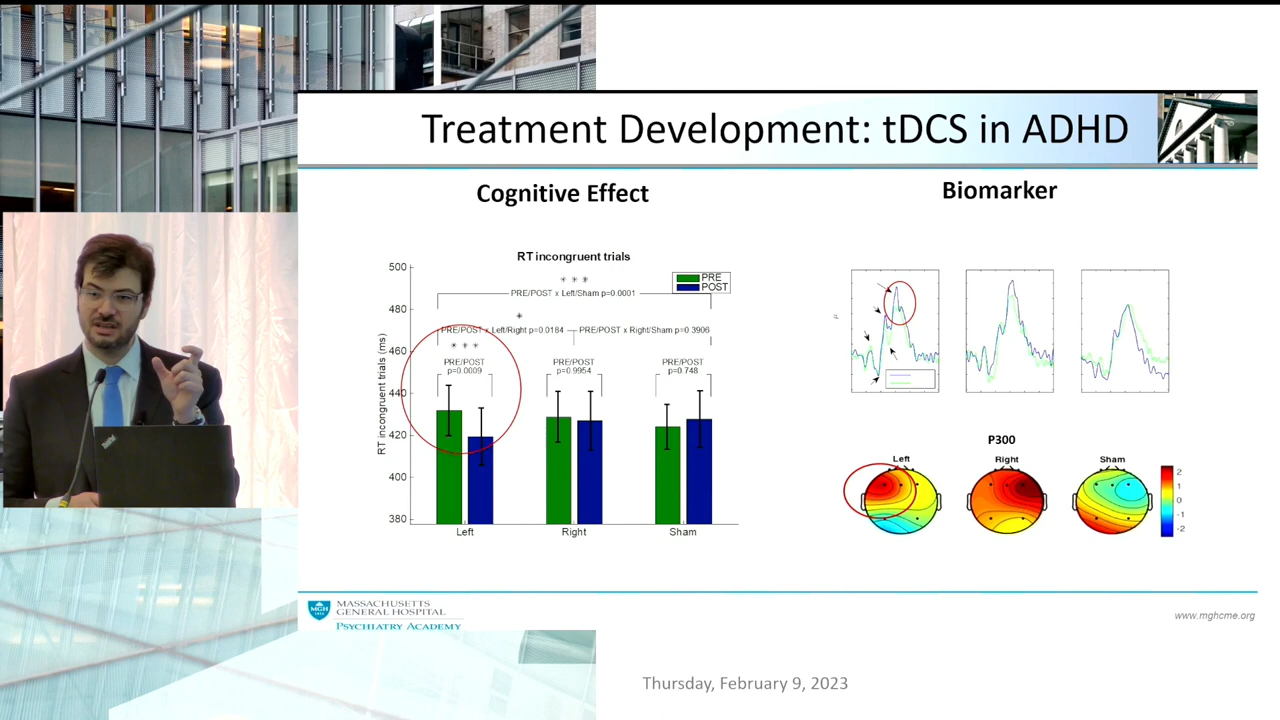 Treatment Development: tDCS in ADHD
Cognitive Effect
RT incongruent trials
PRE
POST
* * *
PRE/POST x Left/Sham p=0.0001
*
PRE/POST x Left/Right p=0.0184
PRE/POST x Right/Sham p=0.3906
* * *
PRE/POST
p=0.0009
PRE/POST
p=0.9954
PRE/POST
p=0.748
RT incongruent trials (ms)
500
480
460
440
420
400
380
Left
Right
Sham
Biomarker
P300
Left
Right
Sham
2
1
0
-1
-2
MGH
1811
MASSACHUSETTS
GENERAL HOSPITAL
PSYCHIATRY ACADEMY
www.mghcme.org
ThinkPad
Thursday, February 9, 2023